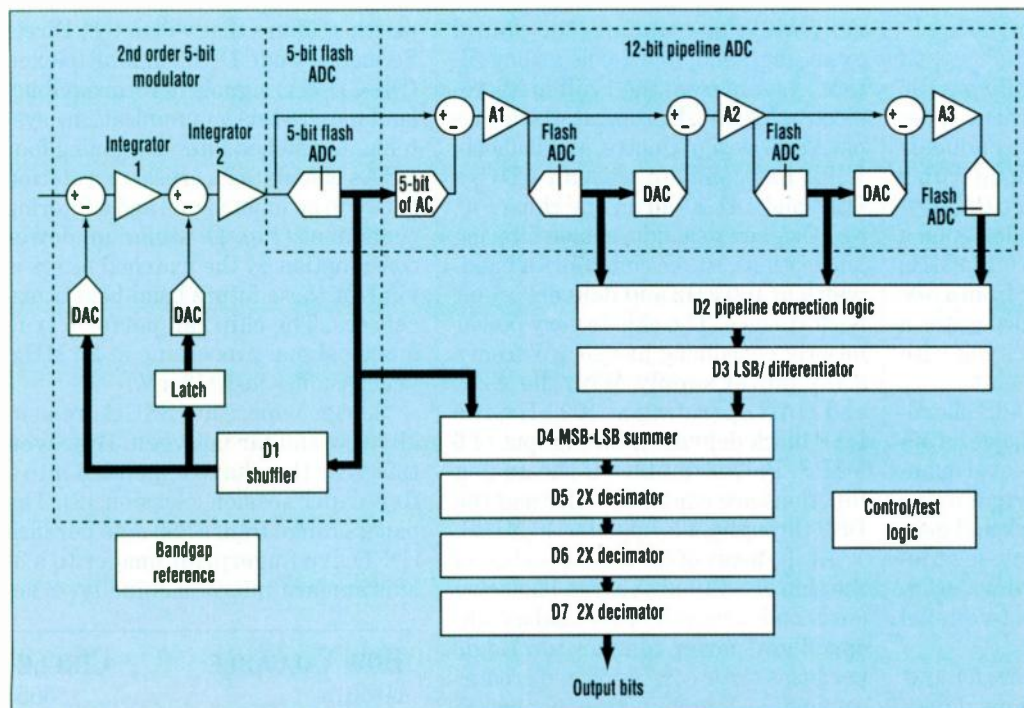 2nd order 5-bit
modulator
5-bit flash
ADC
12-bit pipeline ADC
Integrator
1
Integrator
2
5-bit flash
ADC
A1
Flash
ADC
A2
Flash
ADC
A3
+
-
+
-
+
-
+
-
+
-
5-bit
of AC
DAC
DAC
Flash
ADC
DAC
DAC
D2 pipeline correction logic
Latch
D3 LSB/ differentiator
D1
shuffler
D4 MSB-LSB summer
D5 2X decimator
Control/test
logic
Bandgap
reference
D6 2X decimator
D7 2X decimator
Output bits